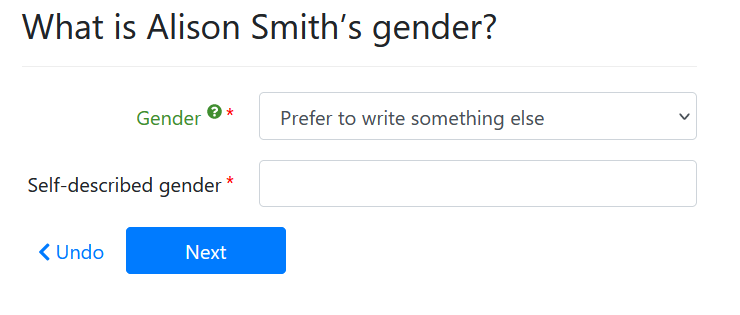 What is Alison Smith’s gender?
Gender ? *
Prefer to write something else
Self-described gender *
Undo
Next